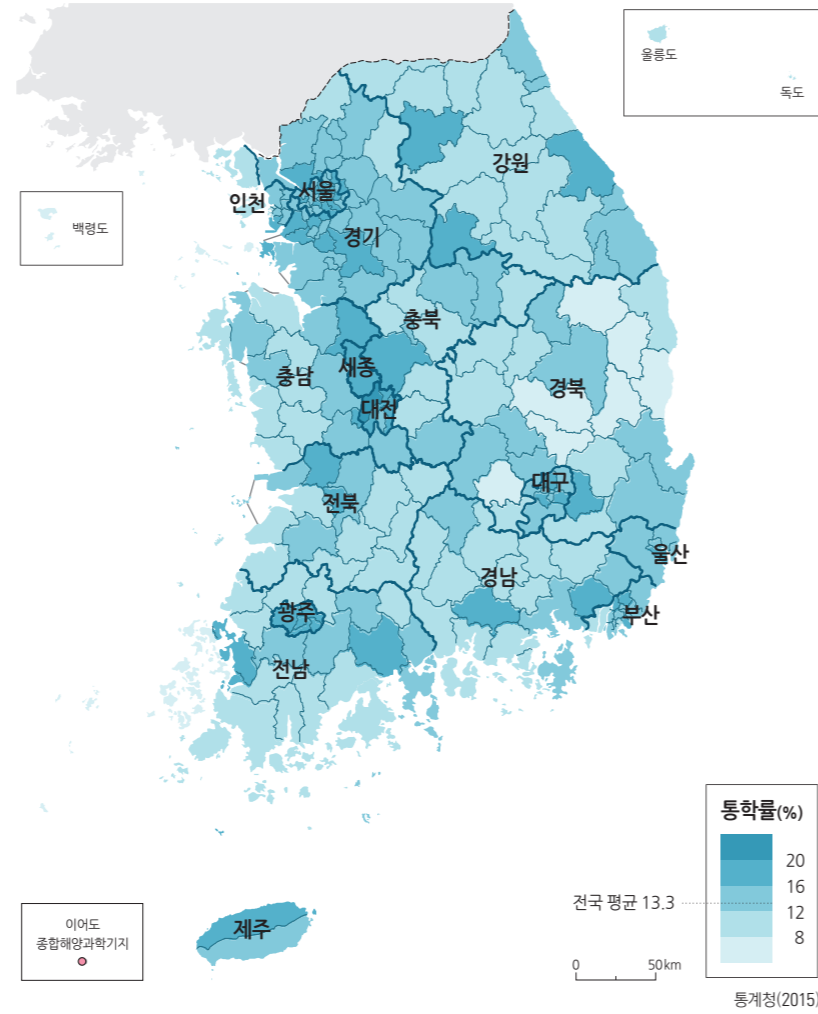 울릉도
독도
강원
서울
인천
백령도
경기
충북
세종
충남
경북
대전
대구
전북
울산
경남
광주
부산
전남
통학률(%)
20
16
전국 평균 13.3
12
8
이어도
종합해양과학기지
제주
0 50km
통계청(2015)